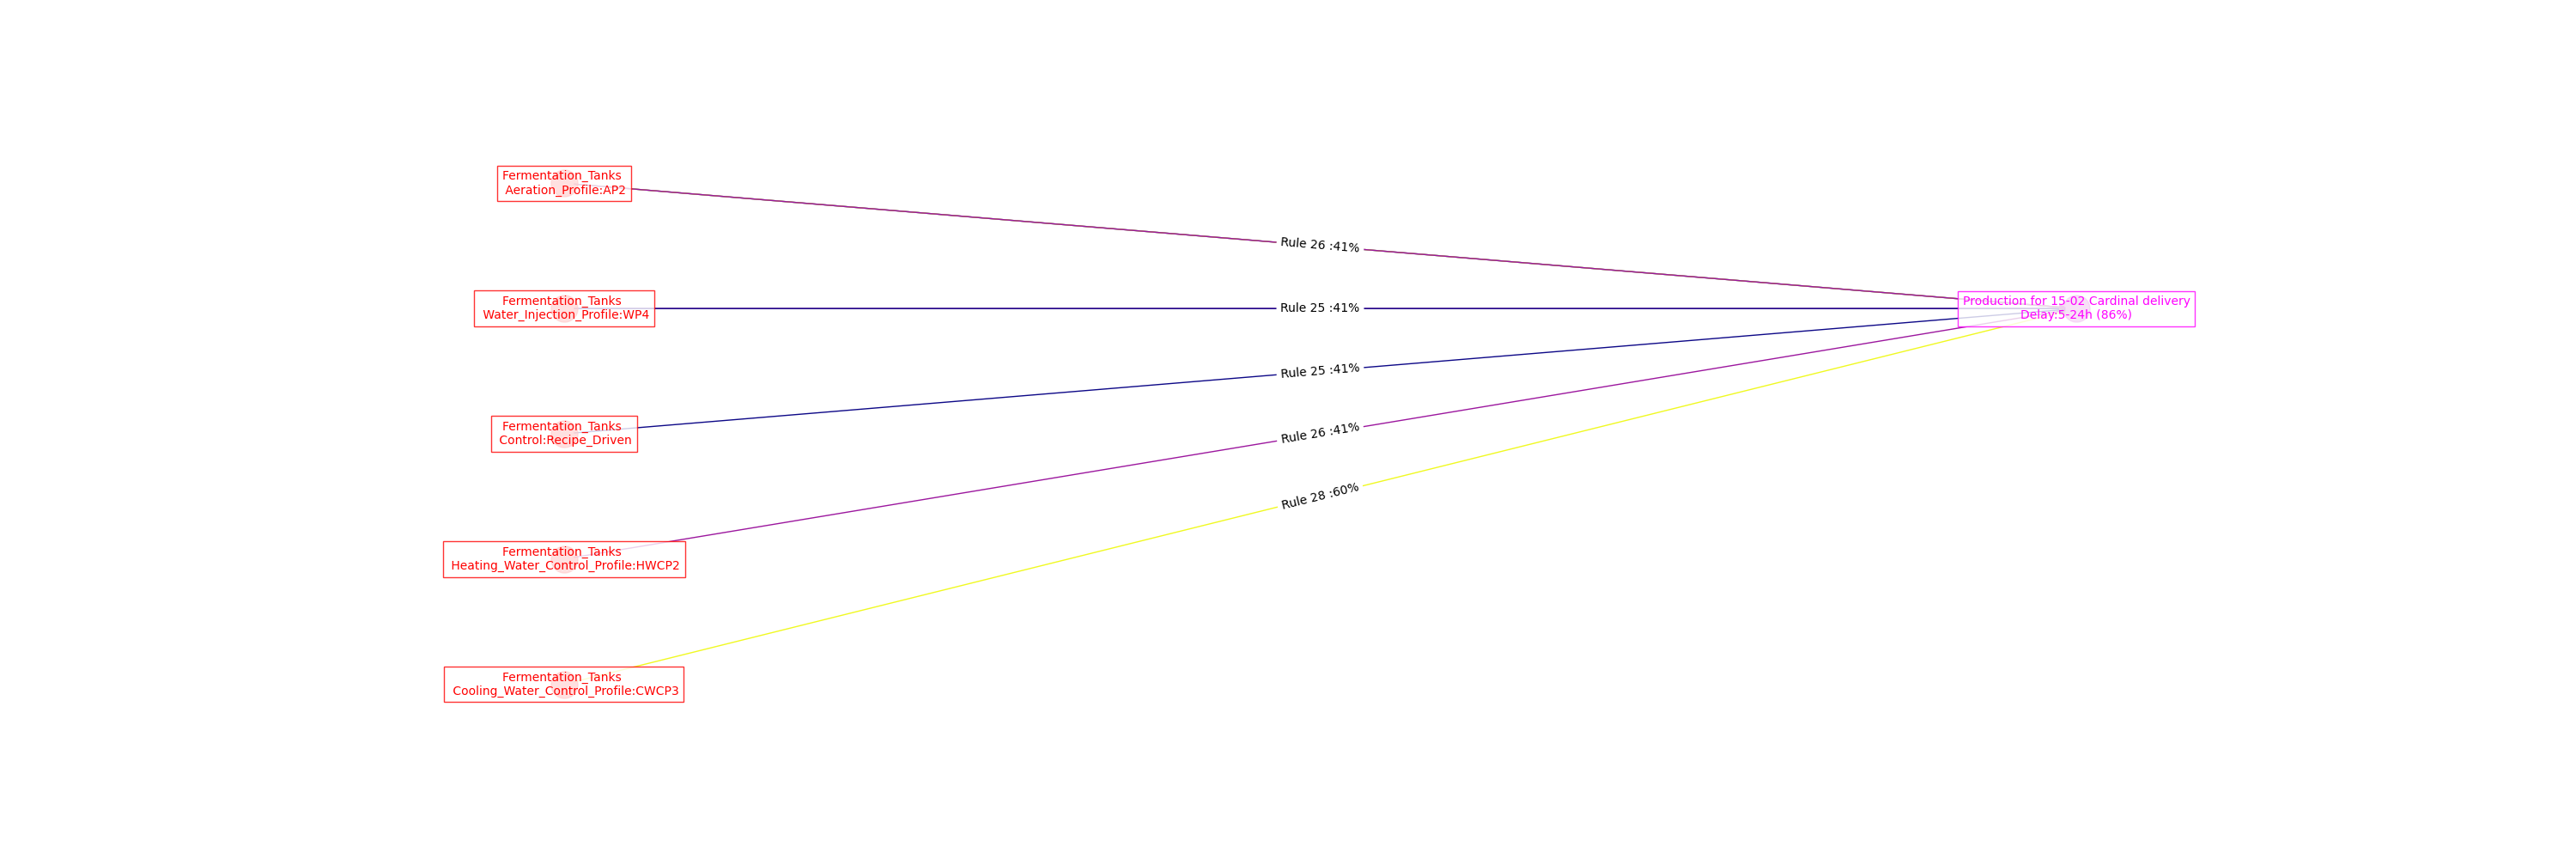 Fermentation_Tanks
Aeration_Profile:AP2
Rule 26 :41%
Fermentation_Tanks
Water_Injection_Profile:WP4
Rule 25 :41%
Production for 15-02 Cardinal delivery
Delay:5-24h (86%)
Fermentation_Tanks
Control:Recipe_Driven
Rule 25 :41%
Fermentation_Tanks
Heating_Water_Control_Profile:HWCP2
Rule 26 :41%
Fermentation_Tanks
Cooling_Water_Control_Profile:CWCP3
Rule 28 :60%